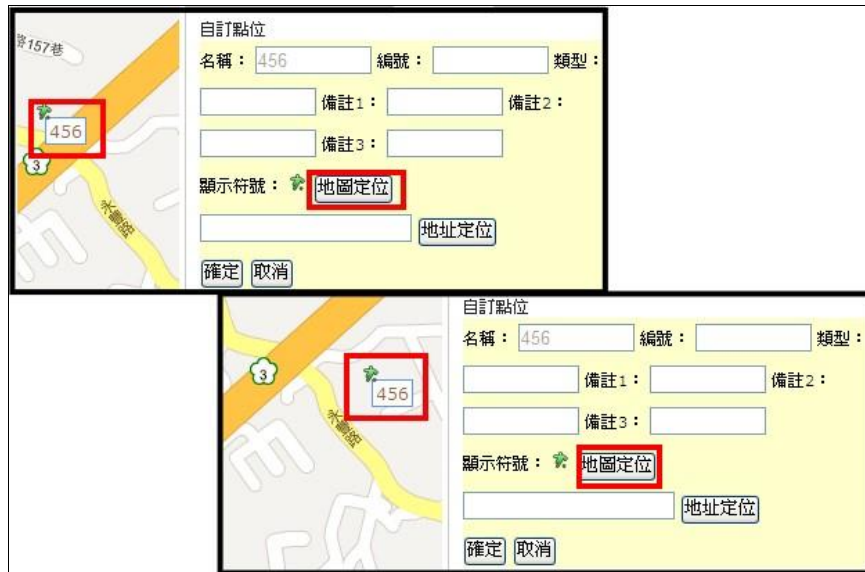 路157巷
456
3
永豐路
自訂點位
名稱： 456 編號： 類型：
備註1： 備註2：
備註3：
顯示符號： 地圖定位
地址定位
確定 取消
3
456
永豐路
自訂點位
名稱： 456 編號： 類型：
備註1： 備註2：
備註3：
顯示符號： 地圖定位
地址定位
確定 取消